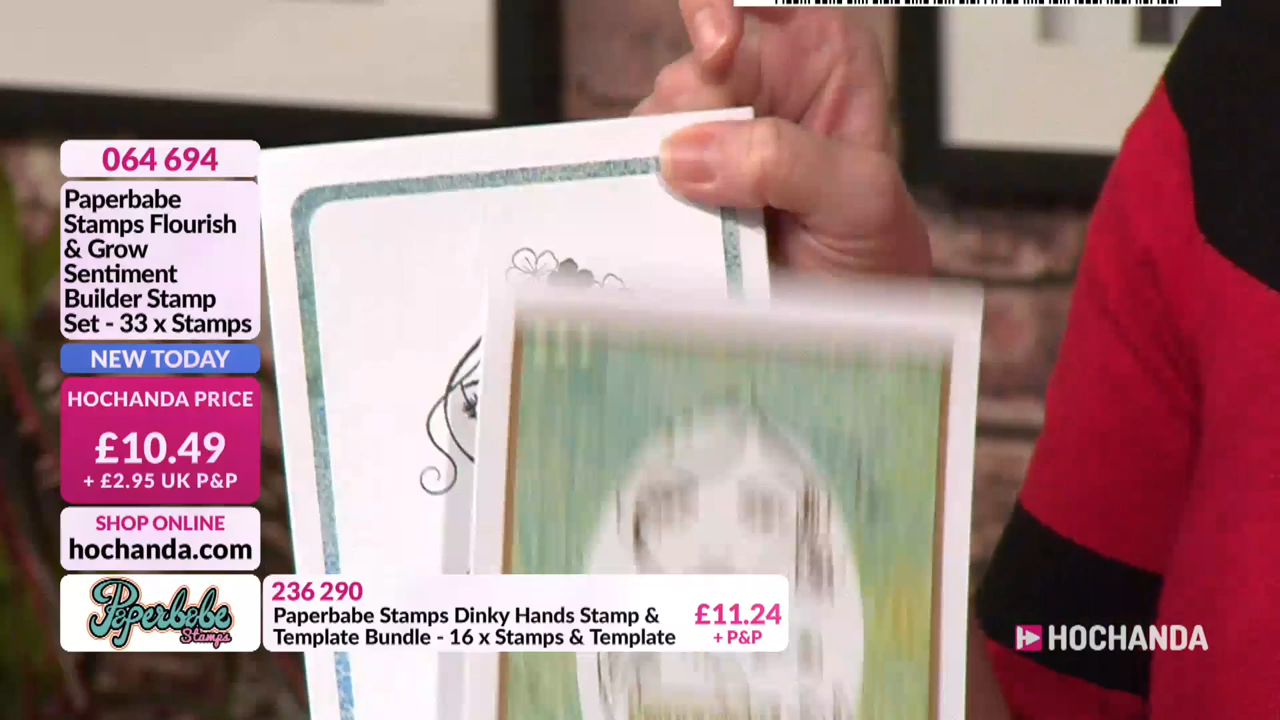 064 694
Paperbabe
Stamps Flourish
& Grow
Sentiment
Builder Stamp
Set - 33 x Stamps
NEW TODAY
HOCHANDA PRICE
£10.49
+ £2.95 UK P&P
SHOP ONLINE
hochanda.com
Paperbabe
Stamps
236 290
Paperbabe Stamps Dinky Hands Stamp &
Template Bundle - 16 x Stamps & Template
£11.24
+ P&P
HOCHANDA